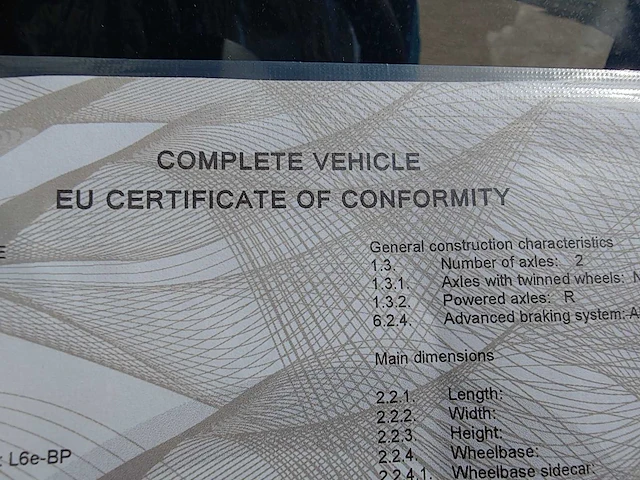 COMPLETE VEHICLE
EU CERTIFICATE OF CONFORMITY
General construction characteristics
1.3. Number of axles: 2
1.3.1. Axles with twinned wheels:
1.3.2. Powered axles: R
6.2.4. Advanced braking system:
Main dimensions
2.2.1. Length:
2.2.2. Width:
2.2.3. Height:
2.2.4. Wheelbase:
2.2.4.1. Wheelbase sidecar:
: L6e-BP